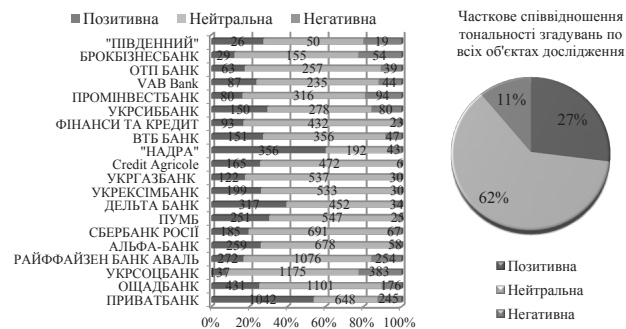 Позитивна Нейтральна Негативна
"ПІВДЕННИЙ" 26 50 19
БРОКБІЗНЕСБАНК 29 155 54
ОТП БАНК 63 257 39
VAB Bank 87 235 44
ПРОМІНВЕСТБАНК 80 316 94
УКРСИББАНК 150 278 80
ФІНАНСИ ТА КРЕДИТ 93 432 23
ВТБ БАНК 151 356 47
"НАДРА" 356 192 43
Credit Agricole 165 472 6
УКРГАЗБАНК 122 537 30
УКРЕКСІМБАНК 199 533 30
ДЕЛЬТА БАНК 317 452 34
ПУМБ 251 547 25
СБЕРБАНК РОСІЇ 185 691 67
АЛЬФА-БАНК 259 678 58
РАЙФФАЙЗЕН БАНК АВАЛЬ 272 1076 254
УКРСОЦБАНК 137 1175 383
ОЩАДБАНК 431 1101 176
ПРИВАТБАНК 1042 648 245
0% 20% 40% 60% 80% 100%
Часткове співвідношення
тональності згадувань по
всіх об'єктах дослідження
11%
27%
62%
Позитивна
Нейтральна
Негативна